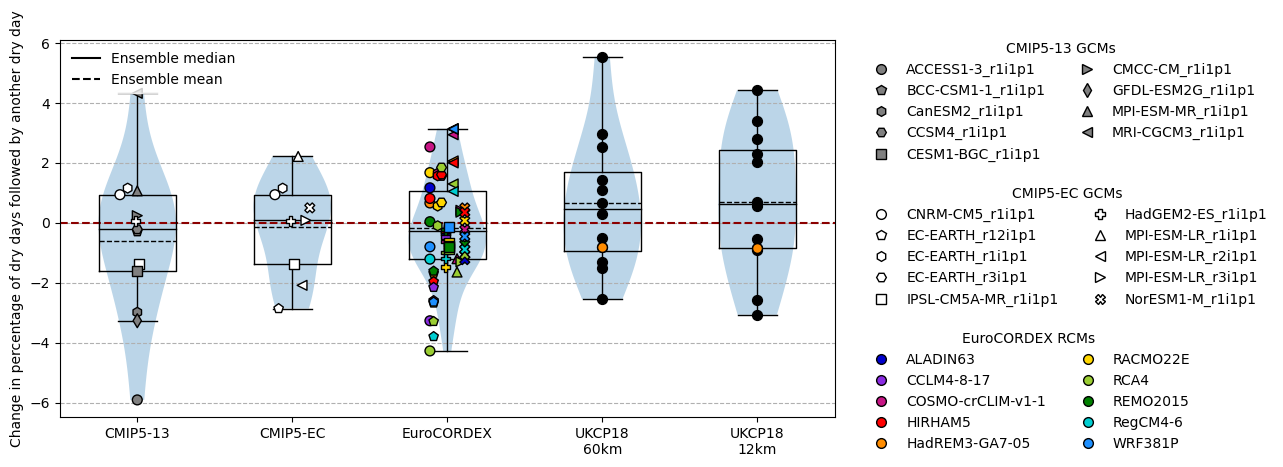 Change in percentage of dry days followed by another dry day
6
4
2
0
−2
−4
−6
Ensemble median
Ensemble mean
CMIP5-13
CMIP5-EC
EuroCORDEX
UKCP18
60km
UKCP18
12km
CMIP5-13 GCMs
ACCESS1-3_r1i1p1
BCC-CSM1-1_r1i1p1
CanESM2_r1i1p1
CCSM4_r1i1p1
CESM1-BGC_r1i1p1
CMCC-CM_r1i1p1
GFDL-ESM2G_r1i1p1
MPI-ESM-MR_r1i1p1
MRI-CGCM3_r1i1p1
CMIP5-EC GCMs
CNRM-CM5_r1i1p1
EC-EARTH_r12i1p1
EC-EARTH_r1i1p1
EC-EARTH_r3i1p1
IPSL-CM5A-MR_r1i1p1
HadGEM2-ES_r1i1p1
MPI-ESM-LR_r1i1p1
MPI-ESM-LR_r2i1p1
MPI-ESM-LR_r3i1p1
NorESM1-M_r1i1p1
EuroCORDEX RCMs
ALADIN63
CCLM4-8-17
COSMO-crCLIM-v1-1
HIRHAM5
HadREM3-GA7-05
RACMO22E
RCA4
REMO2015
RegCM4-6
WRF381P